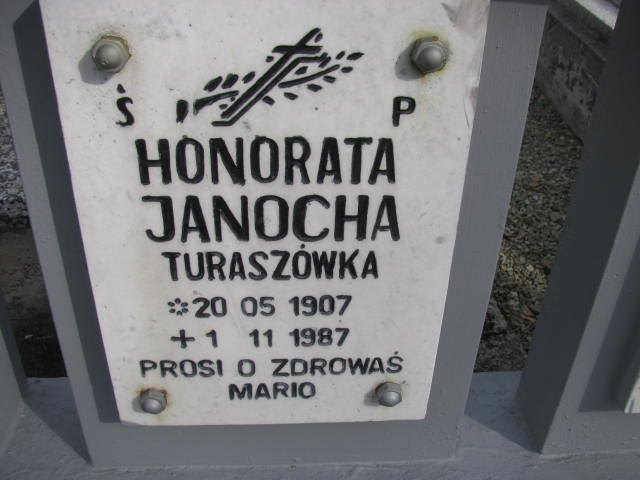 Ś P
HONORATA
JANOCHA
TURASZÓWKA
* 20 05 1907
+ 1 11 1987
PROSI O ZDROWAŚ
MARIO